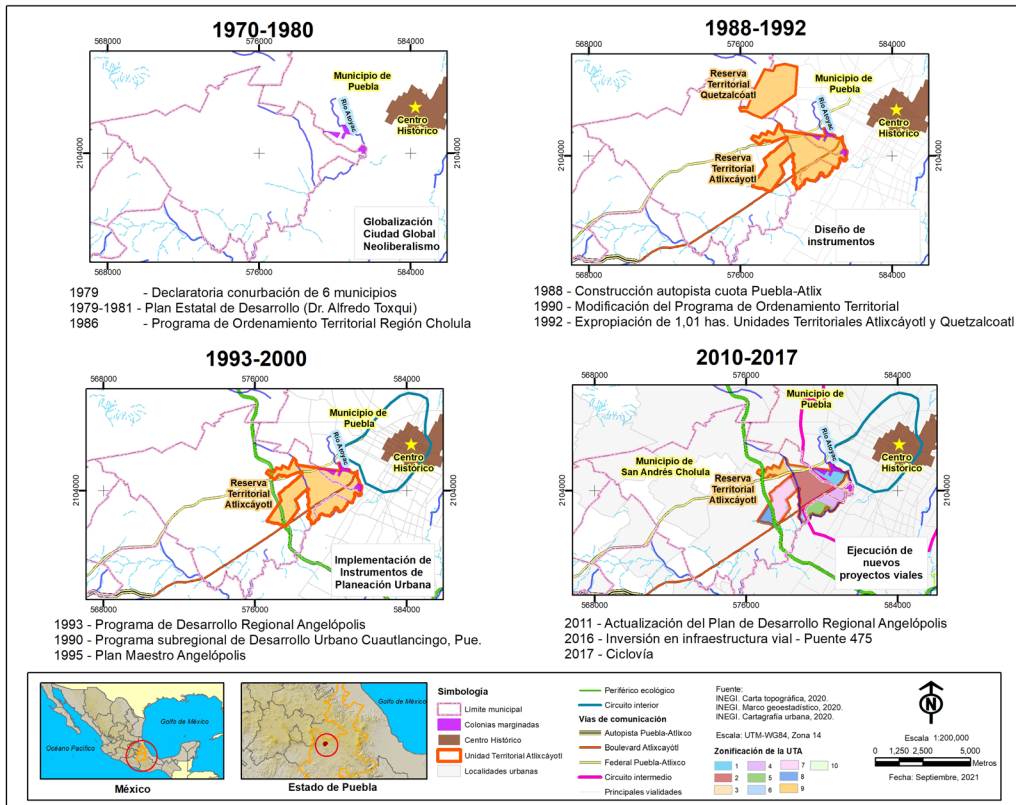 1970-1980
568000
576000
584000
Municipio de
Puebla
Río Atoyac
Centro
Histórico
2104000
2104000
Globalización
Ciudad Global
Neoliberalismo
568000
576000
584000
1979 - Declaratoria conurbación de 6 municipios
1979-1981 - Plan Estatal de Desarrollo (Dr. Alfredo Toxqui)
1986 - Programa de Ordenamiento Territorial Región Cholula
1988-1992
568000
576000
584000
Reserva
Territorial
Quetzalcóatl
Municipio de
Puebla
Río Atoyac
Centro
Histórico
2104000
2104000
Reserva
Territorial
Atlixcáyotl
Diseño de
instrumentos
568000
576000
584000
1988 - Construcción autopista cuota Puebla-Atlix
1990 - Modificación del Programa de Ordenamiento Territorial
1992 - Expropiación de 1,01 has. Unidades Territoriales Atlixcáyotl y Quetzalcoatl
1993-2000
568000
576000
584000
Municipio de
Puebla
Río Atoyac
Centro
Histórico
2104000
2104000
Reserva
Territorial
Atlixcáyotl
Implementación de
Instrumentos de
Planeación Urbana
568000
576000
584000
1993 - Programa de Desarrollo Regional Angelópolis
1990 - Programa subregional de Desarrollo Urbano Cuautlancingo, Pue.
1995 - Plan Maestro Angelópolis
2010-2017
568000
576000
584000
Municipio de
Puebla
Río Atoyac
Centro
Histórico
Municipio de
San Andrés Cholula
2104000
2104000
Reserva
Territorial
Atlixcáyotl
Ejecución de
nuevos
proyectos viales
568000
576000
584000
2011 - Actualización del Plan de Desarrollo Regional Angelópolis
2016 - Inversión en infraestructura vial - Puente 475
2017 - Ciclovía
Golfo de México
Océano Pacífico
México
Golfo de México
Estado de Puebla
Simbología
Límite municipal
Colonias marginadas
Centro Histórico
Unidad Territorial Atlixcáyotl
Localidades urbanas
Periférico ecológico
Circuito interior
Vías de comunicación
Autopista Puebla-Atlixco
Boulevard Atlixcayótl
Federal Puebla-Atlixco
Circuito intermedio
Principales vialidades
Fuente:
INEGI. Carta topográfica, 2020.
INEGI. Marco geoestadístico, 2020.
INEGI. Cartografía urbana, 2020.
Escala: UTM-WG84, Zona 14
Zonificación de la UTA
1 4 7 10
2 5 8
3 6 9
N
Escala 1:200,000
0 1,250 2,500 5,000
Metros
Fecha: Septiembre, 2021